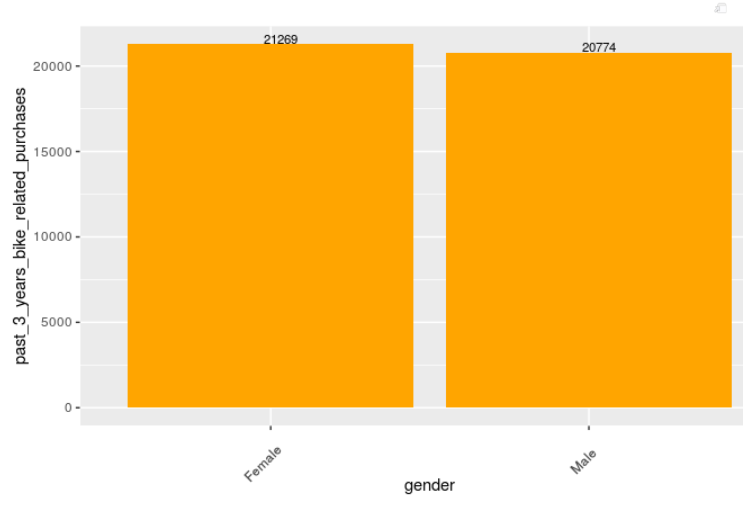 21269
20774
20000
15000
10000
5000
0
past_3_years_bike_related_purchases
Female
Male
gender